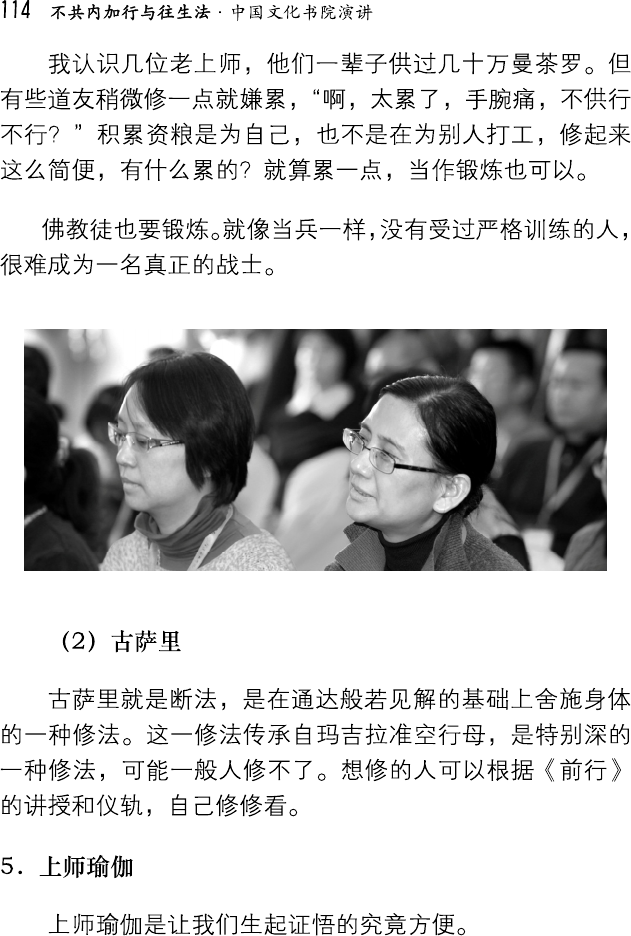 114 不共内加行与往生法·中国文化书院演讲
我认识几位老上师，他们一辈子供过几十万曼茶罗。但
有些道友稍微修一点就嫌累，“啊，太累了，手腕痛，不供行
不行？”积累资粮是为自己，也不是在为别人打工，修起来
这么简便，有什么累的？就算累一点，当作锻炼也可以。
佛教徒也要锻炼。就像当兵一样，没有受过严格训练的人，
很难成为一名真正的战士。
（2）古萨里
古萨里就是断法，是在通达般若见解的基础上舍施身体
的一种修法。这一修法传承自玛吉拉准空行母，是特别深的
一种修法，可能一般人修不了。想修的人可以根据《前行》
的讲授和仪轨，自己修修看。
5．上师瑜伽
上师瑜伽是让我们生起证悟的究竟方便。